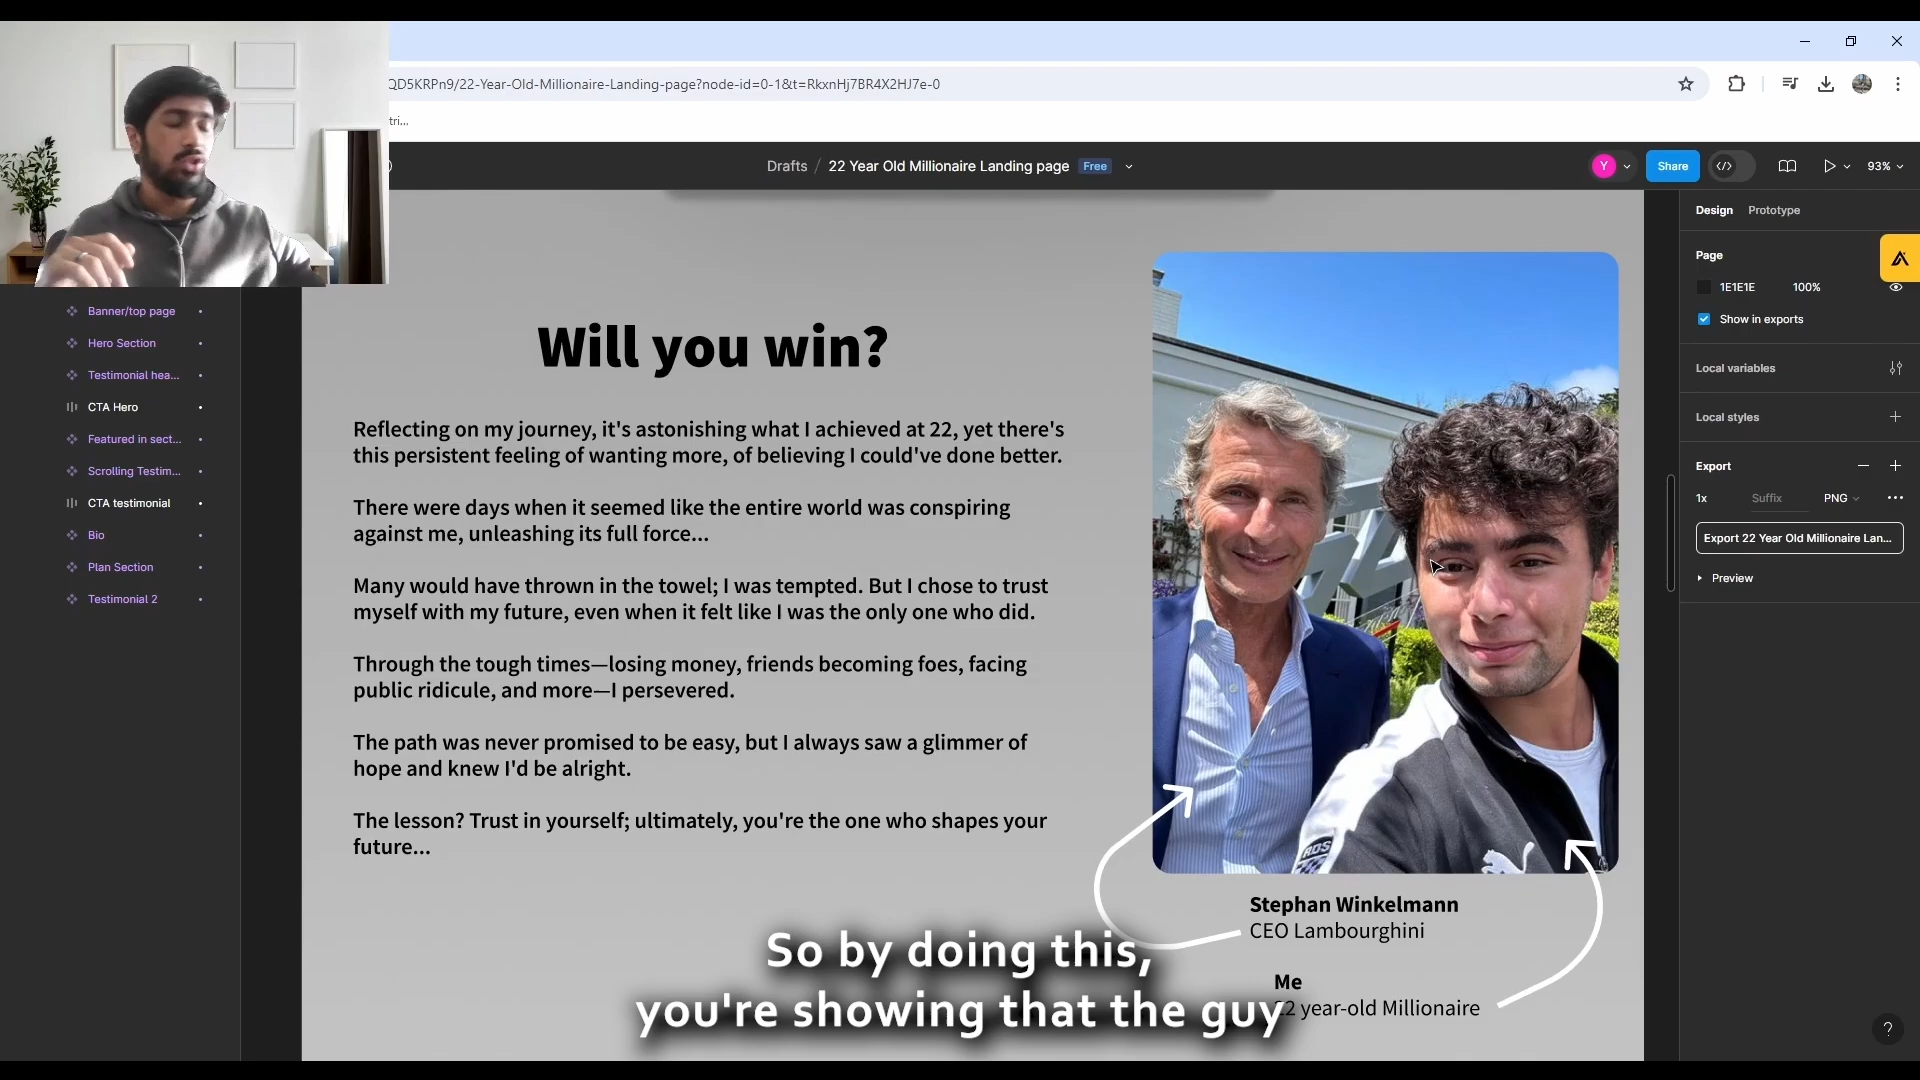 QD5KRPn9/22-Year-Old-Millionaire-Landing-page?node-id=0-1&t=RkxnHj7BR4X2HJ7e-0
tri...
Drafts / 22 Year Old Millionaire Landing page Free
Y
Share
93%
Design Prototype
Page
1E1E1E 100%
Show in exports
Local variables
Local styles
Export
1x Suffix PNG
Export 22 Year Old Millionaire Lan...
Preview
Banner/top page
Hero Section
Testimonial hea...
CTA Hero
Featured in sect...
Scrolling Testim...
CTA testimonial
Bio
Plan Section
Testimonial 2
Will you win?
Reflecting on my journey, it's astonishing what I achieved at 22, yet there's
this persistent feeling of wanting more, of believing I could've done better.
There were days when it seemed like the entire world was conspiring
against me, unleashing its full force...
Many would have thrown in the towel; I was tempted. But I chose to trust
myself with my future, even when it felt like I was the only one who did.
Through the tough times—losing money, friends becoming foes, facing
public ridicule, and more—I persevered.
The path was never promised to be easy, but I always saw a glimmer of
hope and knew I'd be alright.
The lesson? Trust in yourself; ultimately, you're the one who shapes your
future...
Stephan Winkelmann
CEO Lambourghini
Me
22 year-old Millionaire
So by doing this,
you're showing that the guy
?